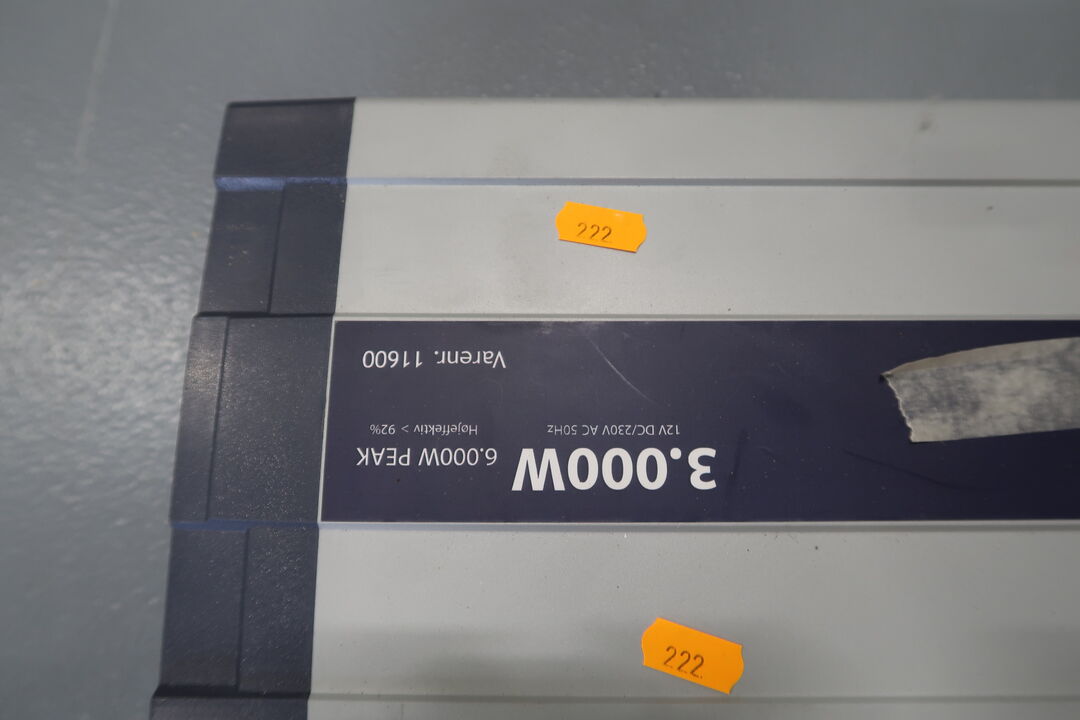 222
3.000W 6.000W PEAK
12V DC/230V AC 50Hz Højeffektiv > 92%
Varenr. 11600
222